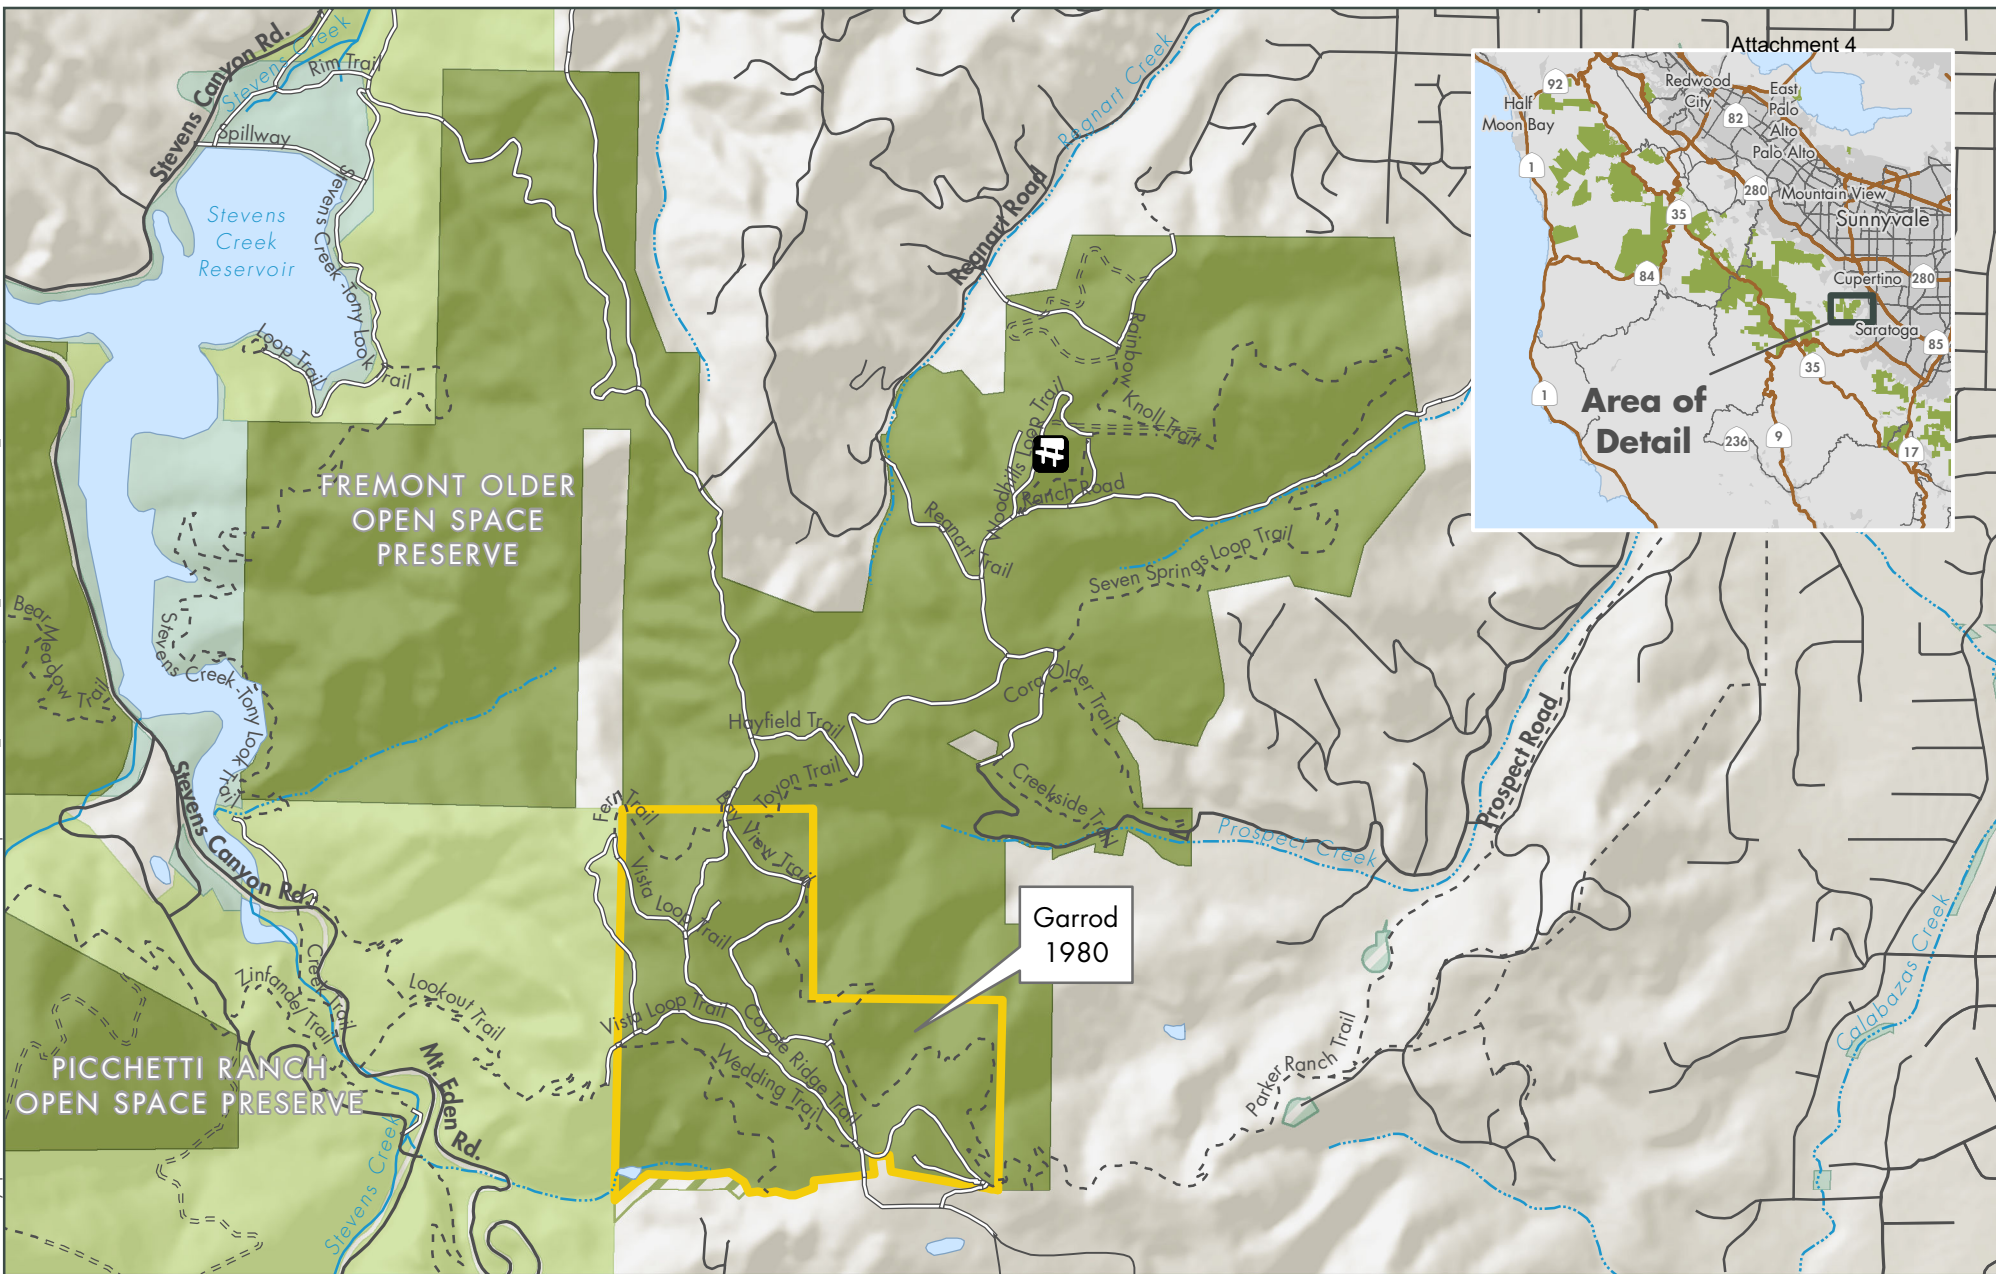 Attachment 4
Stevens Canyon Rd.
Stevens Creek
Rim Trail
Spillway
Stevens
Creek
Reservoir
Stevens Creek-Tony Look Trail
Loop Trail
Regnart Creek
Regnart Road
Rainbow Knoll Trail
Woodhills Loop Trail
Ranch Road
Regnart Trail
Seven Springs Loop Trail
FREMONT OLDER
OPEN SPACE
PRESERVE
Bear Meadow Trail
Stevens Creek-Tony Look Trail
Cora Older Trail
Hayfield Trail
Toyon Trail
Creekside Trail
Prospect Creek
Prospect Road
Fern Trail
Bay View Trail
Vista Loop Trail
Stevens Canyon Rd.
Garrod
1980
Zinfandel Trail
Creek Trail
Lookout Trail
Vista Loop Trail
Coyote Ridge Trail
Wedding Trail
Parker Ranch Trail
Calabazas Creek
PICCHETTI RANCH
OPEN SPACE PRESERVE
Mt. Eden Rd.
Stevens Creek
92
Half
Moon Bay
Redwood
City
82
East
Palo
Alto
Palo Alto
1
280
Mountain View
Sunnyvale
35
84
Cupertino
280
Saratoga
85
35
1
Area of
Detail
236
9
17